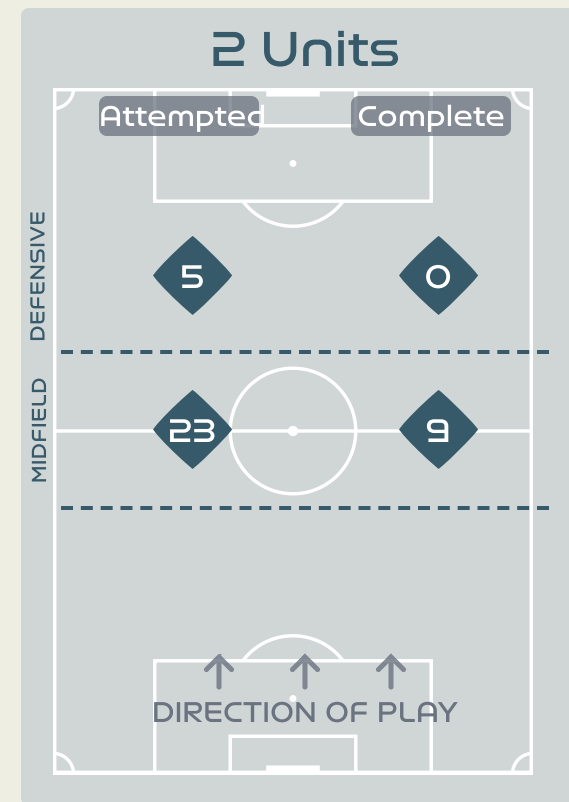 2 Units
Attempted Complete
DEFENSIVE
5 0
MIDFIELD
23 9
DIRECTION OF PLAY